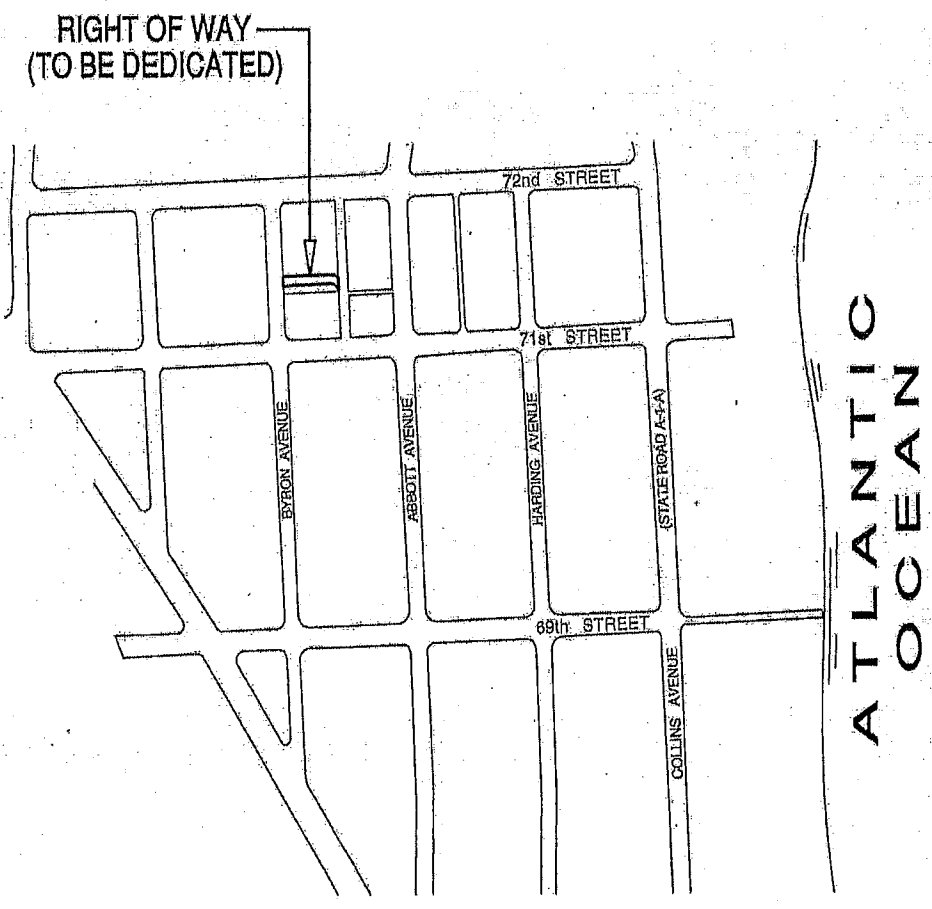 RIGHT OF WAY
(TO BE DEDICATED)
72nd STREET
71st STREET
BYRON AVENUE
ABBOTT AVENUE
HARDING AVENUE
(STATE ROAD A-1-A)
69th STREET
COLLINS AVENUE
ATLANTIC
OCEAN